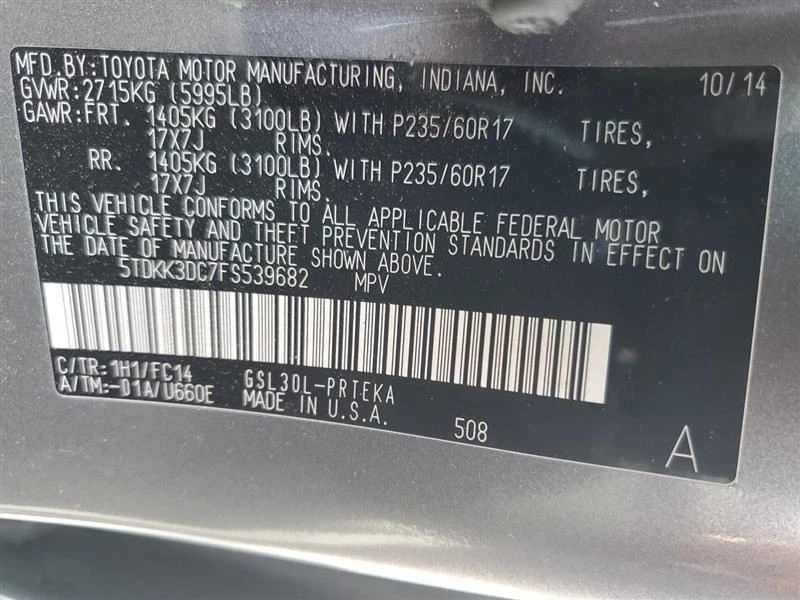 MFD.BY:TOYOTA MOTOR MANUFACTURING, INDIANA, INC. 10/14
GVWR:2715KG (5995LB)
GAWR:FRT. 1405KG (3100LB) WITH P235/60R17 TIRES,
17X7J RIMS.
RR. 1405KG (3100LB) WITH P235/60R17 TIRES,
17X7J RIMS.
THIS VEHICLE CONFORMS TO ALL APPLICABLE FEDERAL MOTOR
VEHICLE SAFETY AND THEFT PREVENTION STANDARDS IN EFFECT ON
THE DATE OF MANUFACTURE SHOWN ABOVE.
5TDKK3DC7FS539682 MPV
C/TR:1H1/FC14 GSL30L-PRTEKA
A/TM:-01A/U660E MADE IN U.S.A. 508
A